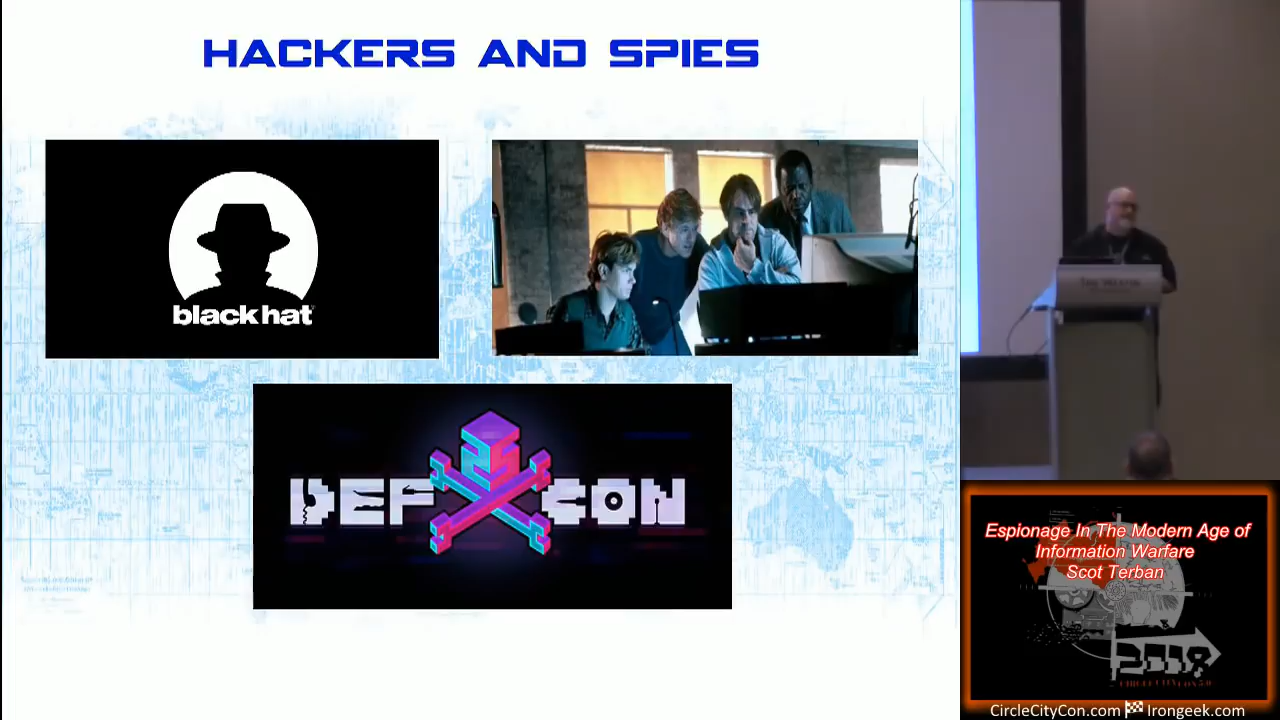 HACKERS AND SPIES
black hat
DEF CON
Espionage In The Modern Age of
Information Warfare
Scot Terban
2018
CircleCityCon.com Irongeek.com